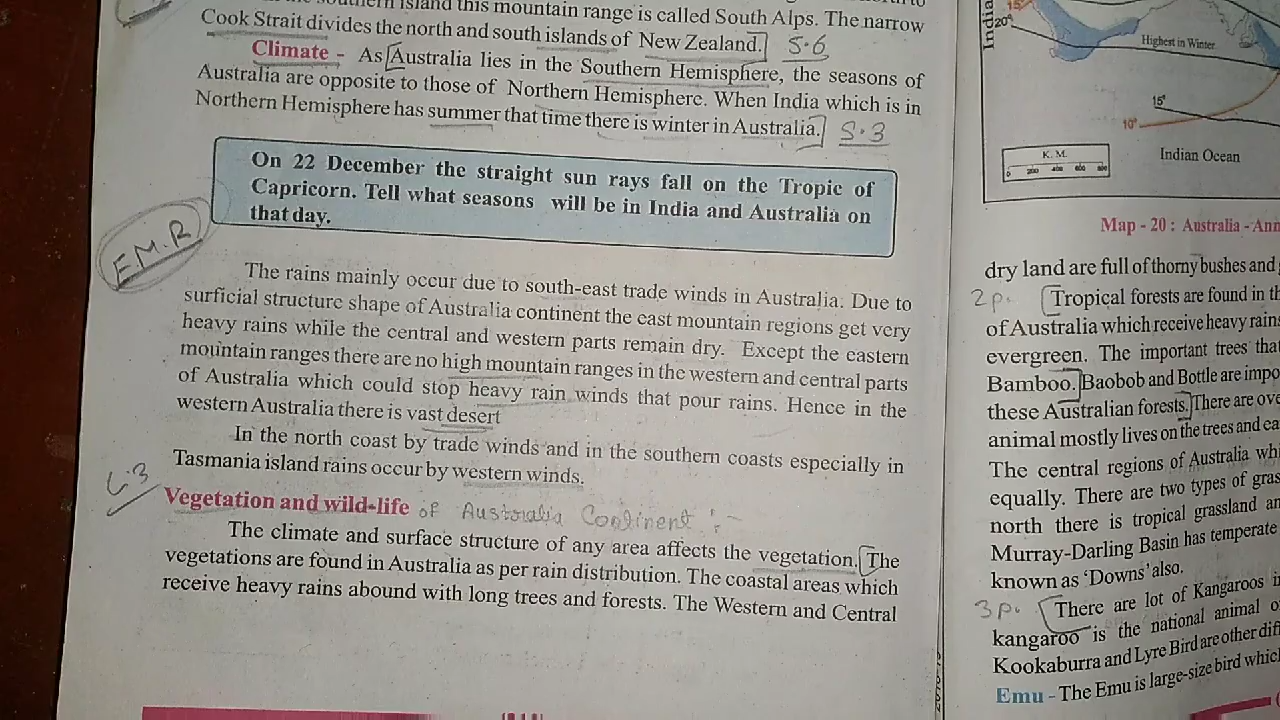 southern island this mountain range is called South Alps. The narrow
Cook Strait divides the north and south islands of New Zealand.] S.6
Climate - As [Australia lies in the Southern Hemisphere, the seasons of
Australia are opposite to those of Northern Hemisphere. When India which is in
Northern Hemisphere has summer that time there is winter in Australia.] S.3
On 22 December the straight sun rays fall on the Tropic of
Capricorn. Tell what seasons will be in India and Australia on
that day.
E.M.R
The rains mainly occur due to south-east trade winds in Australia. Due to
surficial structure shape of Australia continent the east mountain regions get very
heavy rains while the central and western parts remain dry. Except the eastern
mountain ranges there are no high mountain ranges in the western and central parts
of Australia which could stop heavy rain winds that pour rains. Hence in the
western Australia there is vast desert
In the north coast by trade winds and in the southern coasts especially in
Tasmania island rains occur by western winds.
Vegetation and wild-life of Australia Continent :-
The climate and surface structure of any area affects the vegetation. [The
vegetations are found in Australia as per rain distribution. The coastal areas which
receive heavy rains abound with long trees and forests. The Western and Central
India
20°
15°
Highest in Winter
15°
10°
K. M.
0 200 400 600 800
Indian Ocean
Map - 20 : Australia - Ann
dry land are full of thorny bushes and
2 p. [Tropical forests are found in th
of Australia which receive heavy rain
evergreen. The important trees tha
Bamboo.] Baobob and Bottle are impo
these Australian forests.] There are ove
animal mostly lives on the trees and ea
The central regions of Australia whi
equally. There are two types of gras
north there is tropical grassland an
Murray-Darling Basin has temperate
known as 'Downs' also.
3 p. [There are lot of Kangaroos i
kangaroo is the national animal o
Kookaburra and Lyre Bird are other dif
Emu - The Emu is large-size bird whic